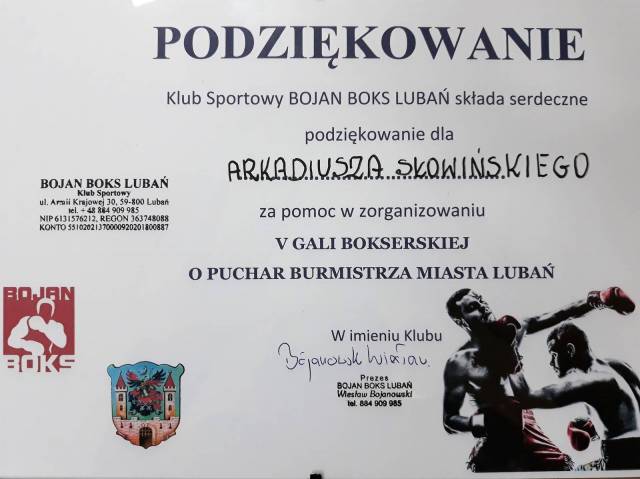 PODZIĘKOWANIE
Klub Sportowy BOJAN BOKS LUBAŃ składa serdeczne
podziękowanie dla
ARKADIUSZA SŁOWIŃSKIEGO
BOJAN BOKS LUBAŃ
Klub Sportowy
ul. Armii Krajowej 30, 59-800 Lubań
tel. + 48 884 909 985
NIP 6131576212, REGON 363748088
KONTO 55102021370000920201800887
za pomoc w zorganizowaniu
V GALI BOKSERSKIEJ
O PUCHAR BURMISTRZA MIASTA LUBAŃ
BOJAN
BOKS
W imieniu Klubu
Bojanowski Wiesław
Prezes
BOJAN BOKS LUBAŃ
Wiesław Bojanowski
tel. 884 909 985